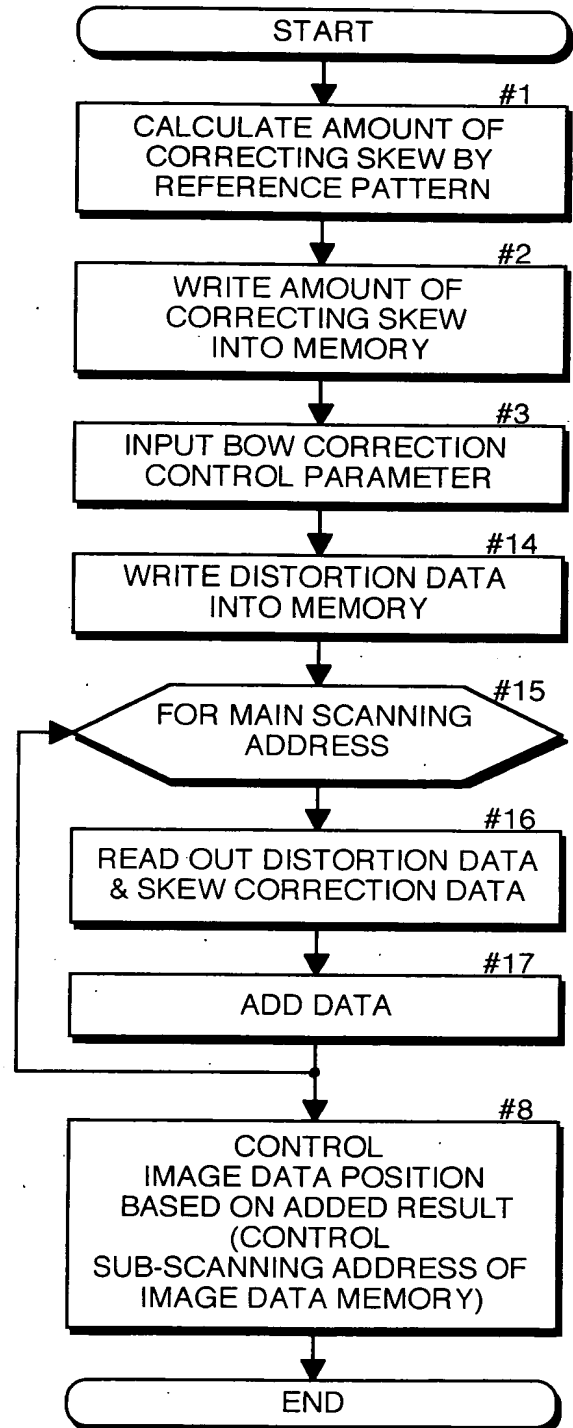 START
#1
CALCULATE AMOUNT OF
CORRECTING SKEW BY
REFERENCE PATTERN
#2
WRITE AMOUNT OF
CORRECTING SKEW
INTO MEMORY
#3
INPUT BOW CORRECTION
CONTROL PARAMETER
#14
WRITE DISTORTION DATA
INTO MEMORY
#15
FOR MAIN SCANNING
ADDRESS
#16
READ OUT DISTORTION DATA
& SKEW CORRECTION DATA
#17
ADD DATA
#8
CONTROL
IMAGE DATA POSITION
BASED ON ADDED RESULT
(CONTROL
SUB-SCANNING ADDRESS OF
IMAGE DATA MEMORY)
END